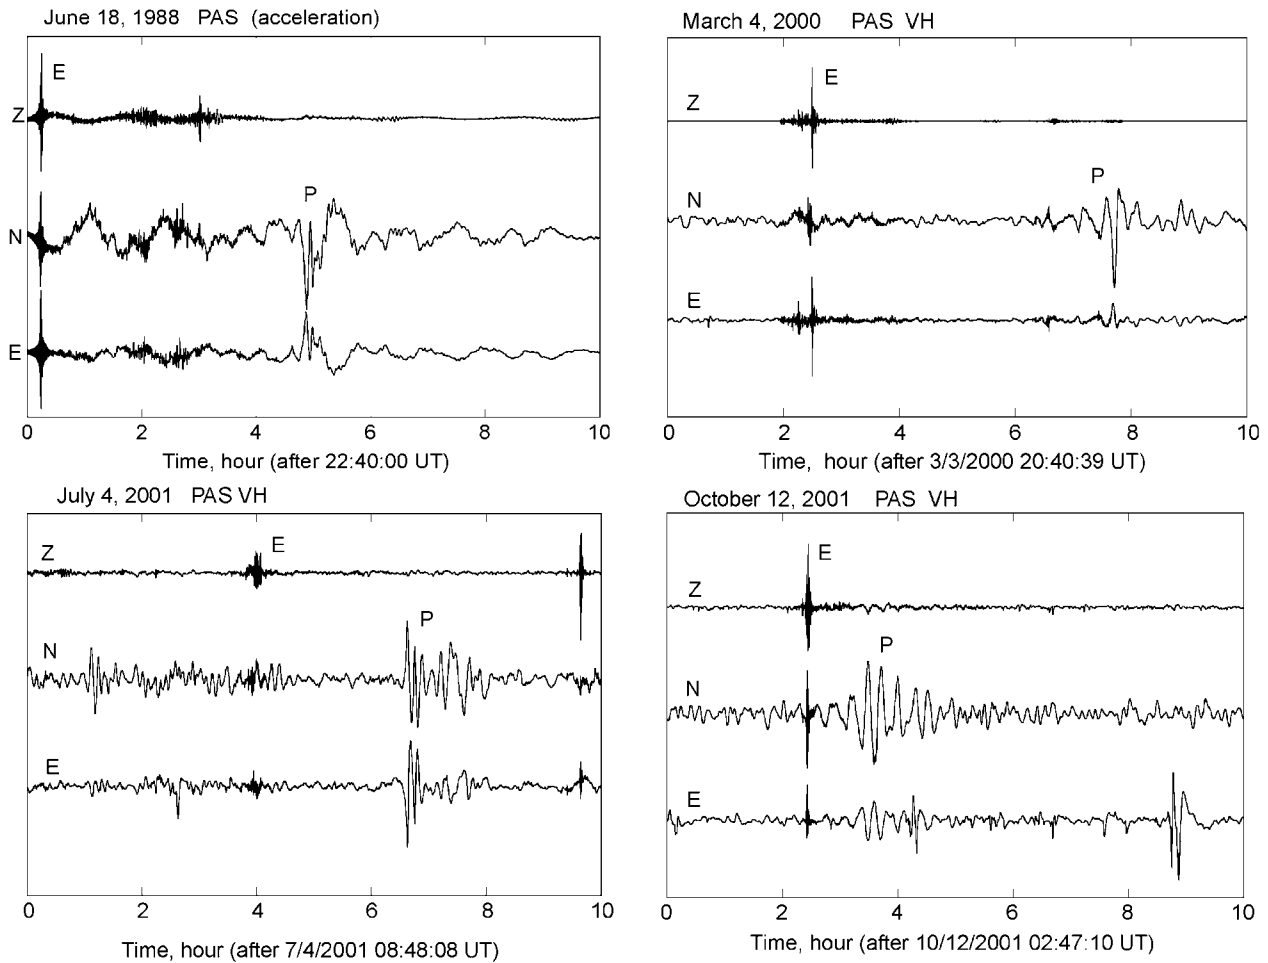 June 18, 1988 PAS (acceleration)
E
Z
P
N
E
0 2 4 6 8 10
Time, hour (after 22:40:00 UT)
March 4, 2000 PAS VH
E
Z
P
N
E
0 2 4 6 8 10
Time, hour (after 3/3/2000 20:40:39 UT)
July 4, 2001 PAS VH
E
Z
P
N
E
0 2 4 6 8 10
Time, hour (after 7/4/2001 08:48:08 UT)
October 12, 2001 PAS VH
E
Z
P
N
E
0 2 4 6 8 10
Time, hour (after 10/12/2001 02:47:10 UT)